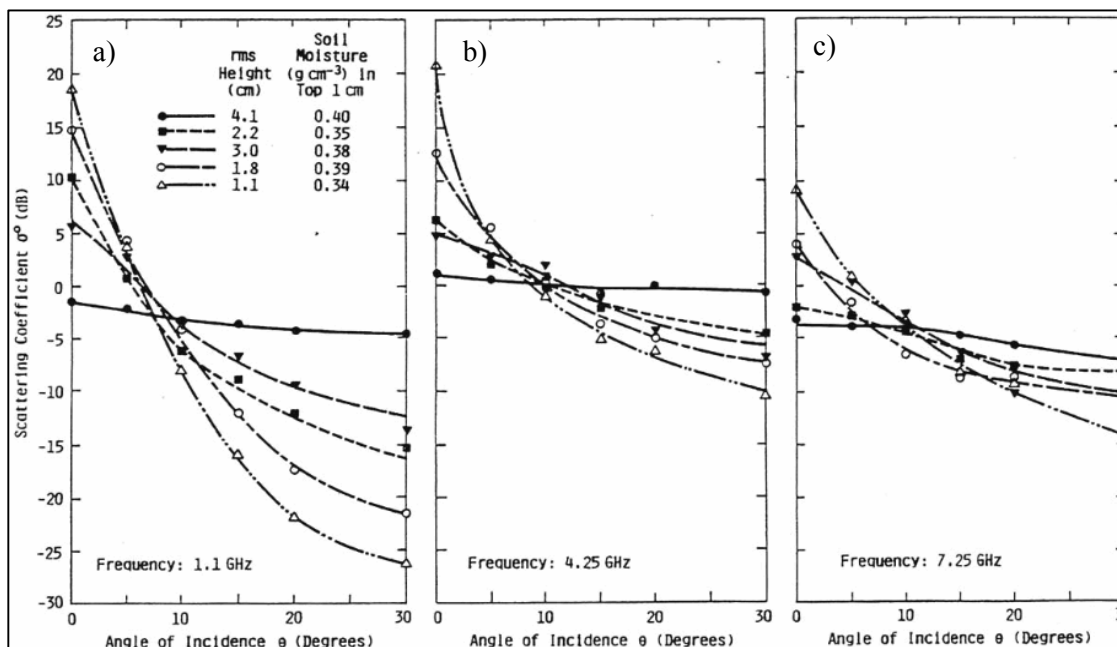 a)
b)
c)
rms Height (cm)
Soil Moisture (g cm⁻³) in Top 1 cm
4.1 0.40
2.2 0.35
3.0 0.38
1.8 0.39
1.1 0.34
Scattering Coefficient σ° (dB)
25
20
15
10
5
0
-5
-10
-15
-20
-25
-30
Frequency: 1.1 GHz
Frequency: 4.25 GHz
Frequency: 7.25 GHz
0 5 10 15 20 30
0 10 20 30
0 10 20 3
Angle of Incidence θ (Degrees)
Angle of Incidence θ (Degrees)
Angle of Incidence θ (Degrees)